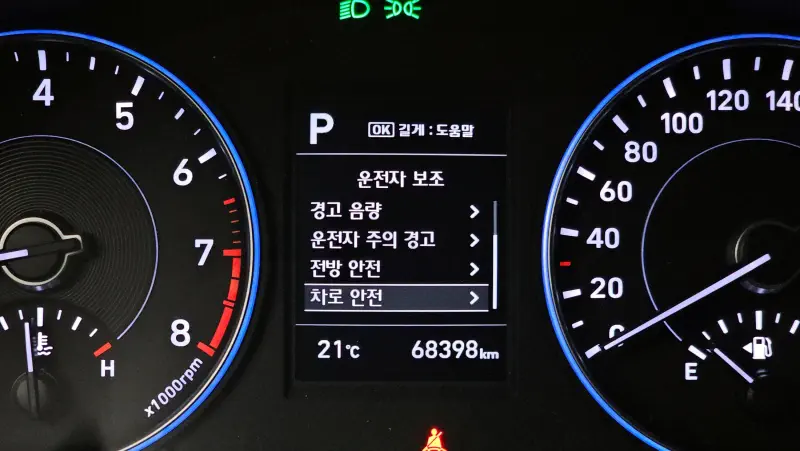 P
OK 길게 : 도움말
운전자 보조
경고 음량
운전자 주의 경고
전방 안전
차로 안전
21℃ 68398km
4
5
6
7
8
x1000rpm
H
0
20
40
60
80
100
120
140
E